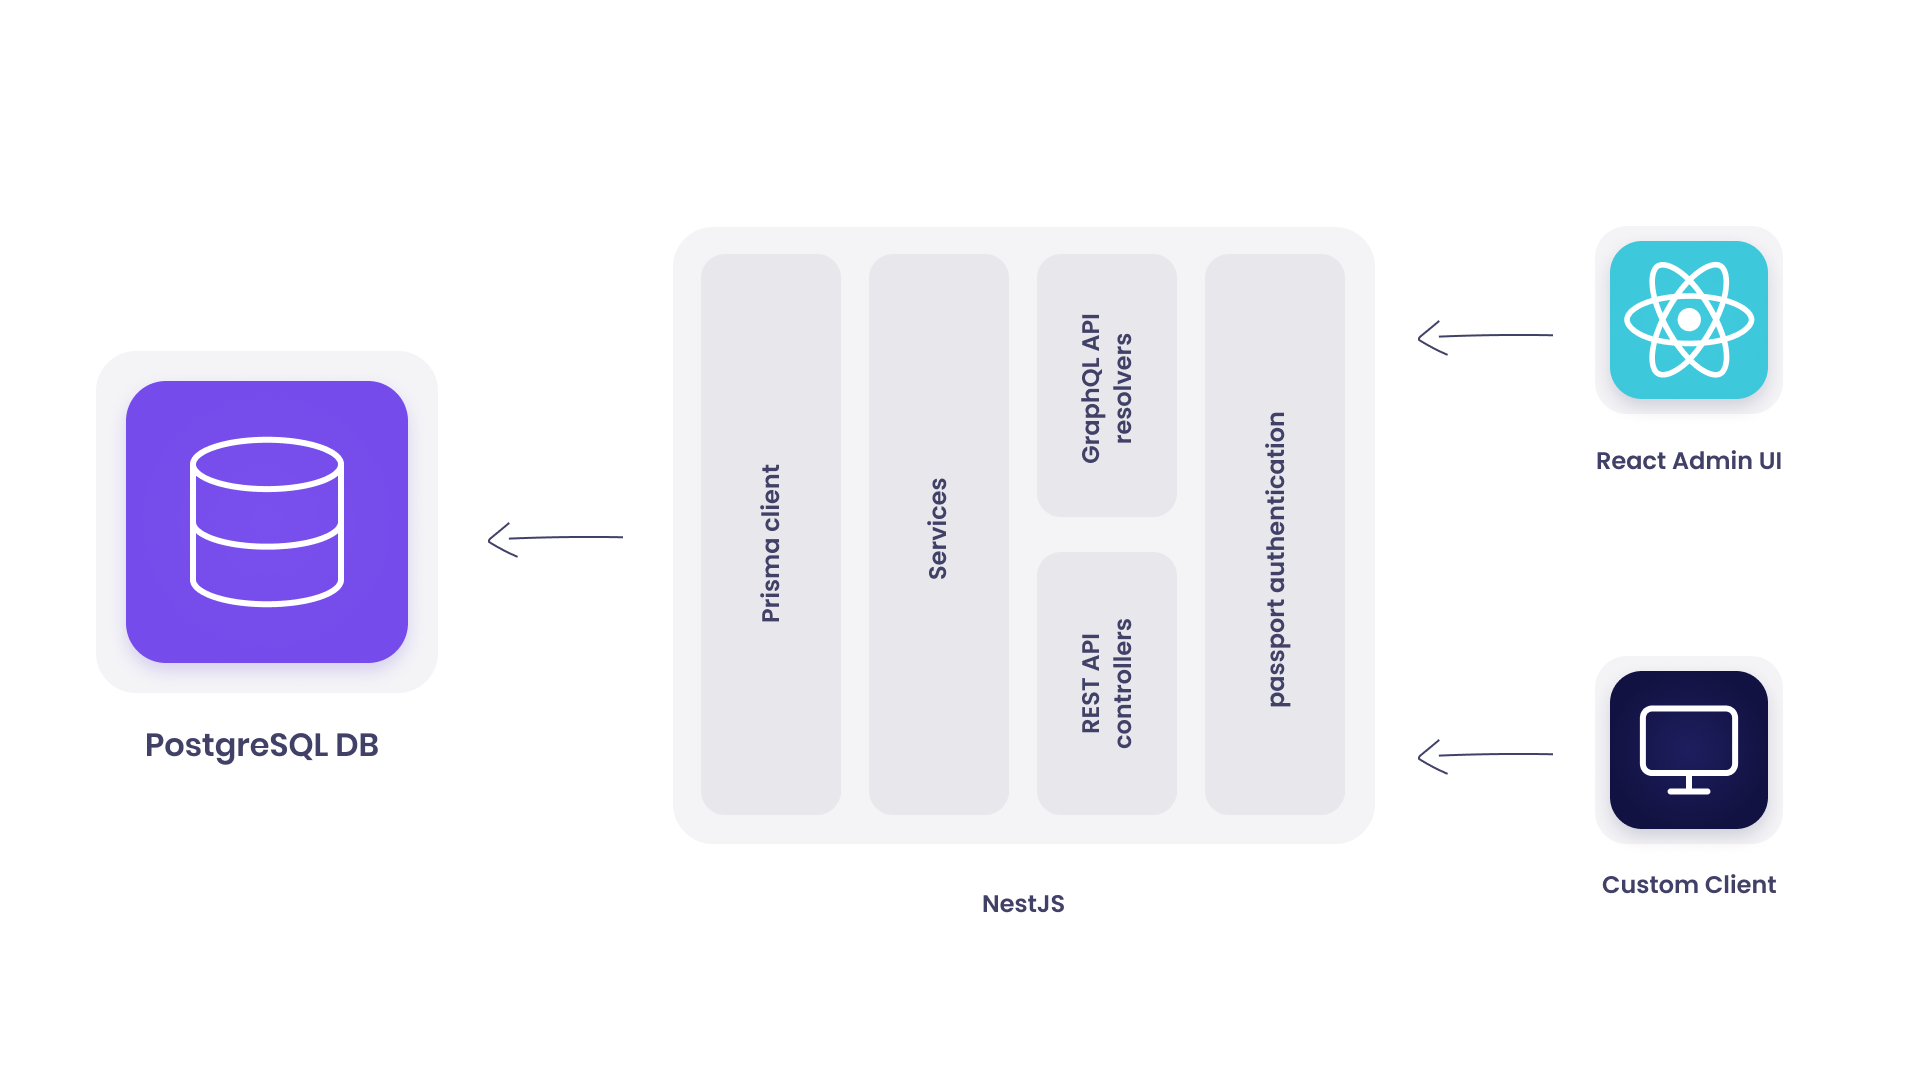 PostgreSQL DB
Prisma client
Services
GraphQL API
resolvers
REST API
controllers
passport authentication
NestJS
React Admin UI
Custom Client